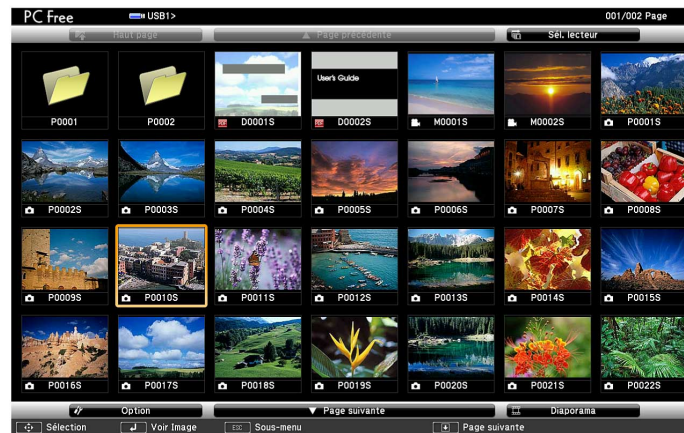 PC Free USB1> 001/002 Page
Haut page Page précédente Sél. lecteur
User's Guide
P0001 P0002 PDF D0001S PDF D0002S M0001S M0002S P0001S
P0002S P0003S P0004S P0005S P0006S P0007S P0008S
P0009S P0010S P0011S P0012S P0013S P0014S P0015S
P0016S P0017S P0018S P0019S P0020S P0021S P0022S
Option Page suivante Diaporama
Sélection Voir Image ESC Sous-menu Page suivante